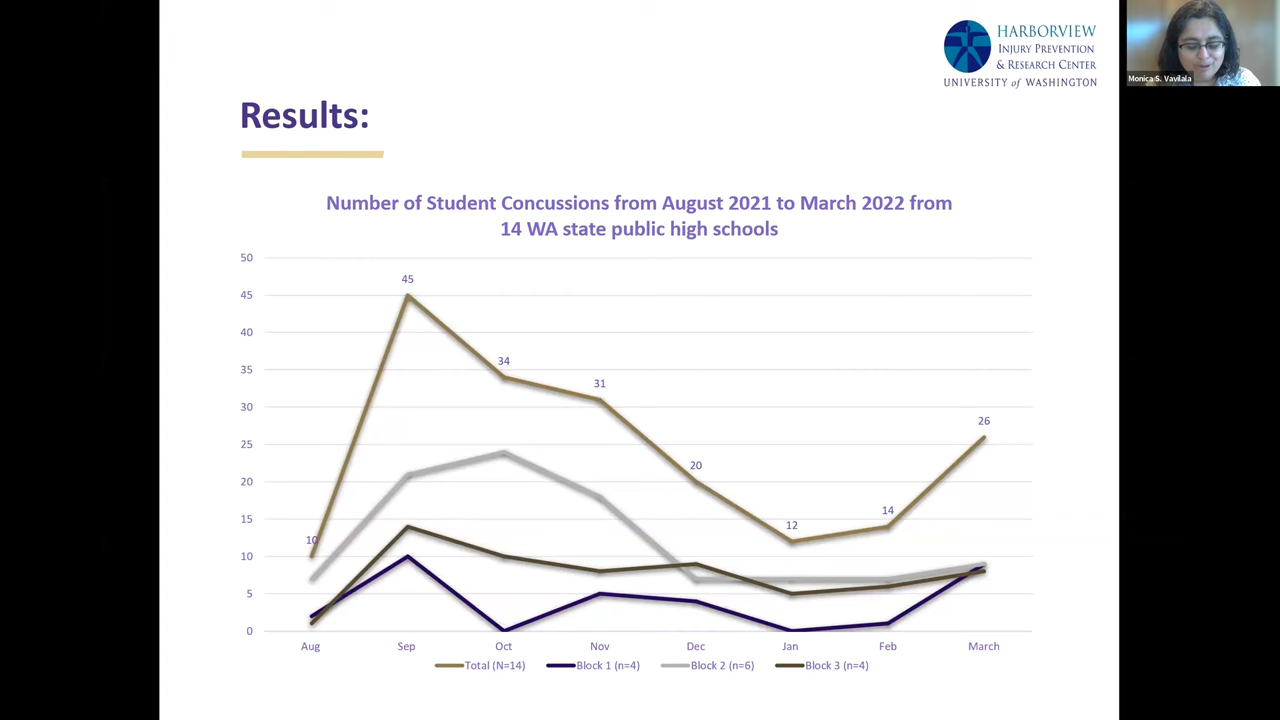 HARBORVIEW
INJURY PREVENTION
& RESEARCH CENTER
UNIVERSITY of WASHINGTON
Monica S. Vavilala
Results:
Number of Student Concussions from August 2021 to March 2022 from
14 WA state public high schools
50
45
40
35
30
25
20
15
10
5
0
10
45
34
31
20
12
14
26
Aug Sep Oct Nov Dec Jan Feb March
Total (N=14) Block 1 (n=4) Block 2 (n=6) Block 3 (n=4)